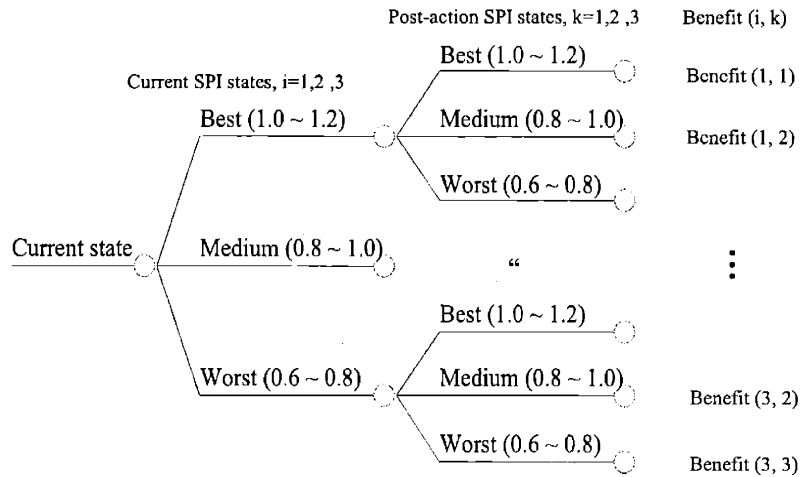 Post-action SPI states, k=1,2 ,3 Benefit (i, k)
Best (1.0 ~ 1.2)
Current SPI states, i=1,2 ,3 Benefit (1, 1)
Best (1.0 ~ 1.2) Medium (0.8 ~ 1.0) Benefit (1, 2)
Worst (0.6 ~ 0.8)
Current state Medium (0.8 ~ 1.0) “ ⋮
Best (1.0 ~ 1.2)
Worst (0.6 ~ 0.8) Medium (0.8 ~ 1.0) Benefit (3, 2)
Worst (0.6 ~ 0.8) Benefit (3, 3)